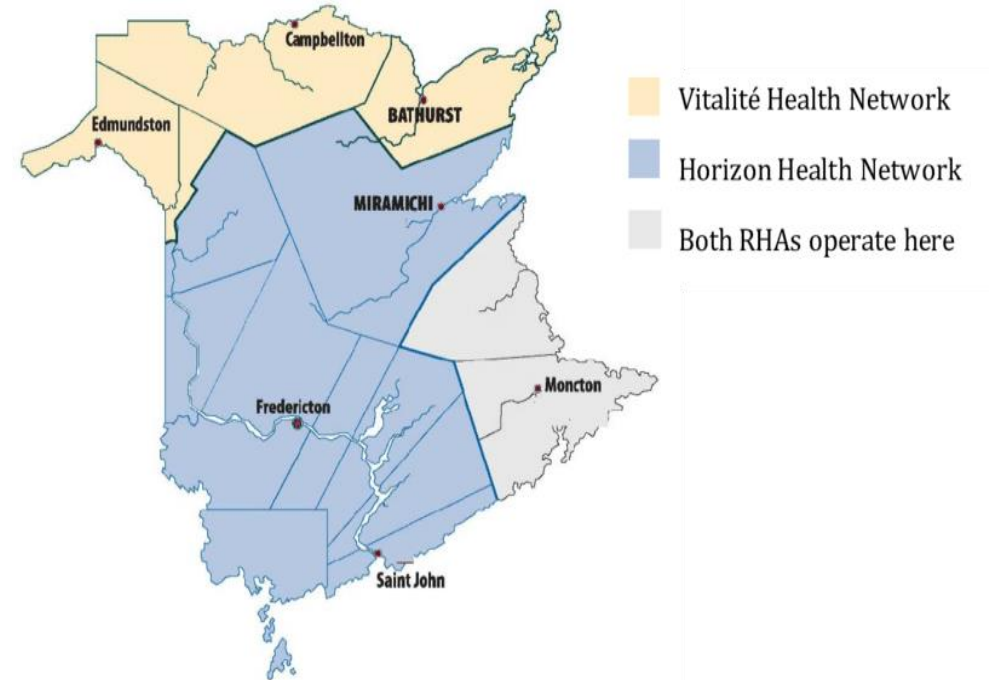 Campbellton
BATHURST
Edmundston
MIRAMICHI
Moncton
Fredericton
Saint John
Vitalité Health Network
Horizon Health Network
Both RHAs operate here